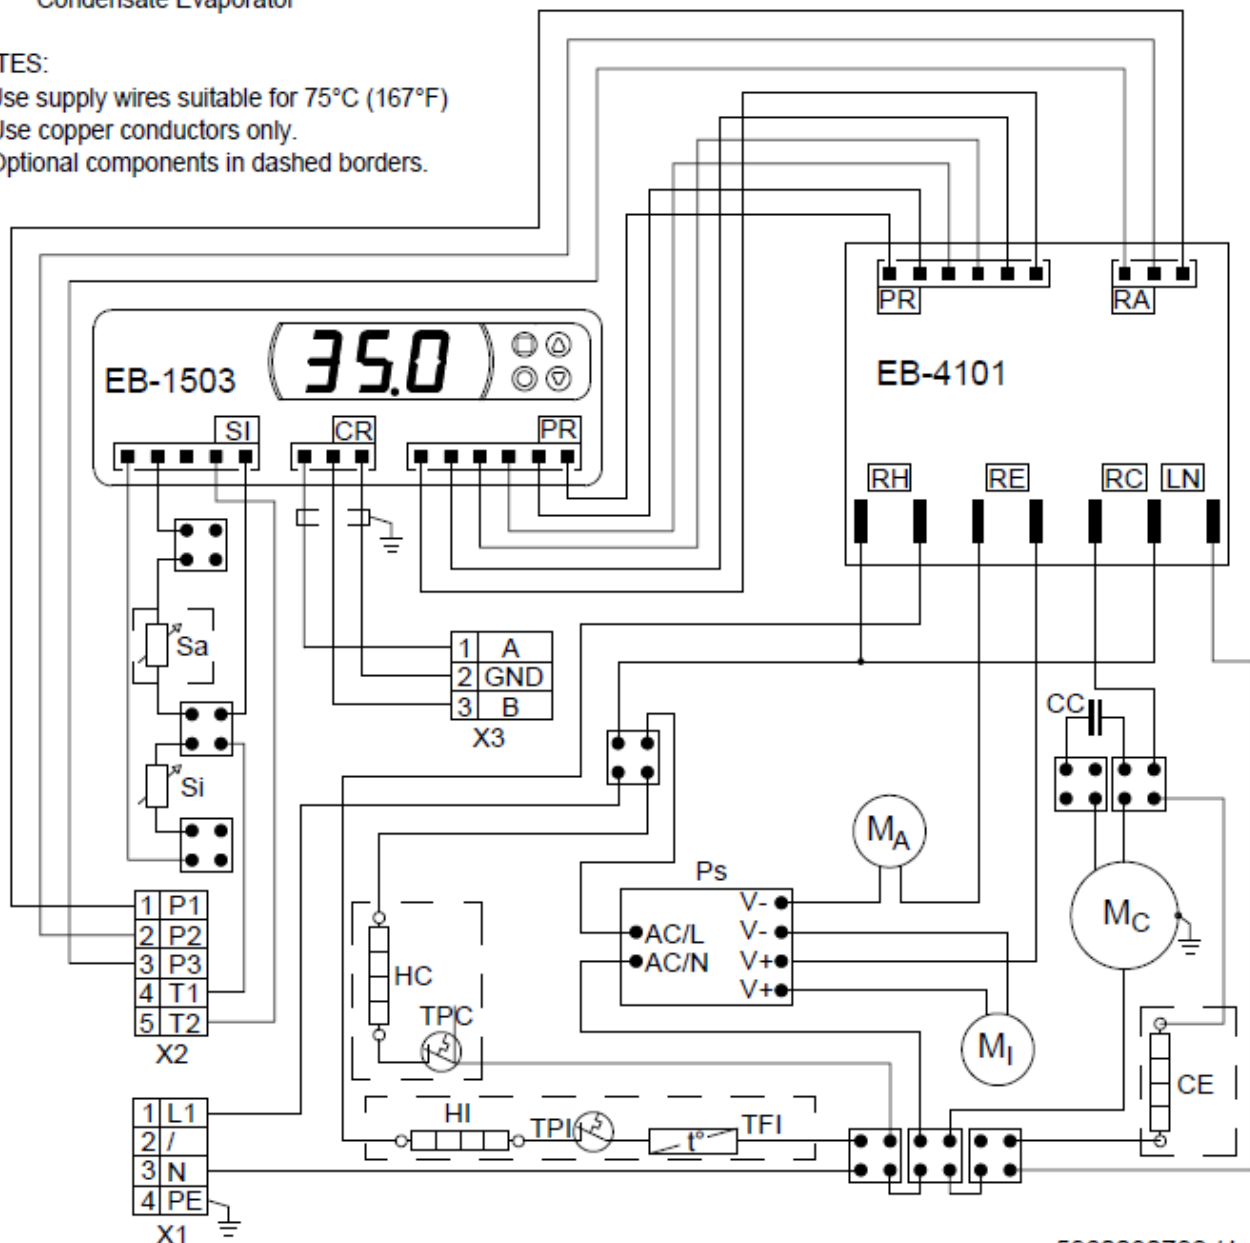 Condensate Evaporator
TES:
Use supply wires suitable for 75°C (167°F)
Use copper conductors only.
Optional components in dashed borders.
PR
RA
EB-4101
EB-1503
35.0
SI
CR
PR
RH
RE
RC
LN
Sa
1 A
2 GND
3 B
X3
CC
Si
MA
Ps
V-
AC/L
V-
AC/N
V+
V+
MC
1 P1
2 P2
3 P3
4 T1
5 T2
X2
HC
TPC
MI
CE
HI
TPI
t°
TFI
1 L1
2 /
3 N
4 PE
X1